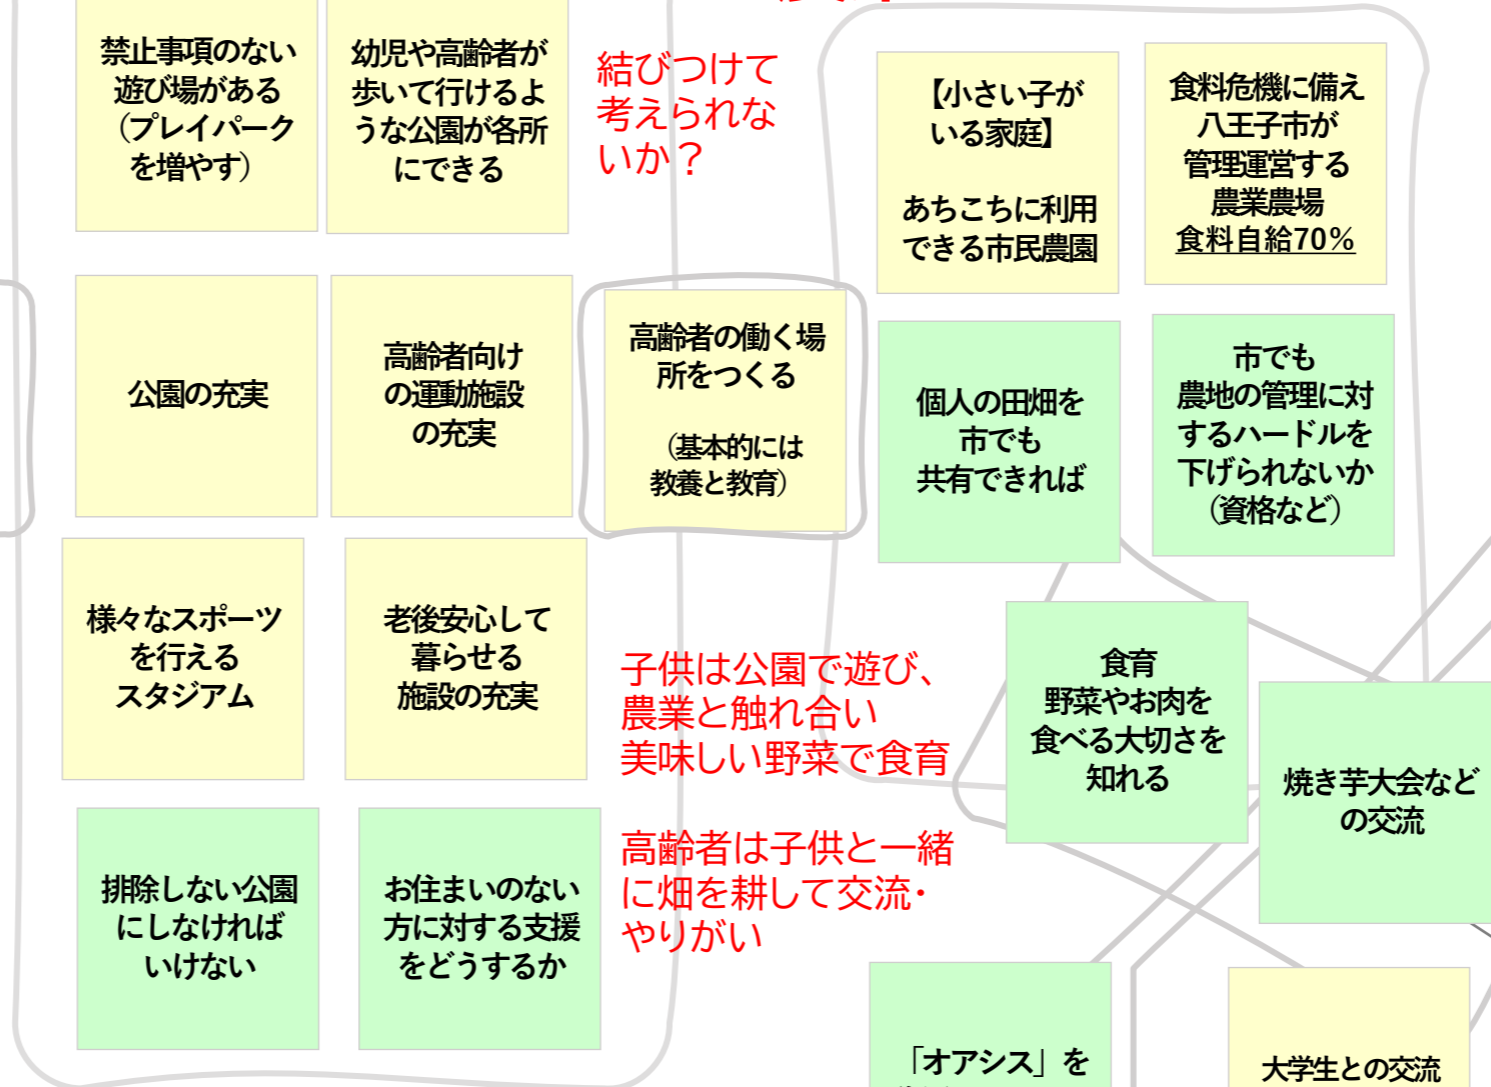 禁止事項のない
遊び場がある
（プレイパーク
を増やす）
幼児や高齢者が
歩いて行けるよ
うな公園が各所
にできる
結びつけて
考えられな
いか？
【小さい子が
いる家庭】
あちこちに利用
できる市民農園
食料危機に備え
八王子市が
管理運営する
農業農場
食料自給70％
公園の充実
高齢者向け
の運動施設
の充実
高齢者の働く場
所をつくる
（基本的には
教養と教育）
個人の田畑を
市でも
共有できれば
市でも
農地の管理に対
するハードルを
下げられないか
（資格など）
様々なスポーツ
を行える
スタジアム
老後安心して
暮らせる
施設の充実
子供は公園で遊び、
農業と触れ合い
美味しい野菜で食育
食育
野菜やお肉を
食べる大切さを
知れる
焼き芋大会など
の交流
排除しない公園
にしなければ
いけない
お住まいのない
方に対する支援
をどうするか
高齢者は子供と一緒
に畑を耕して交流・
やりがい
「オアシス」を
大学生との交流